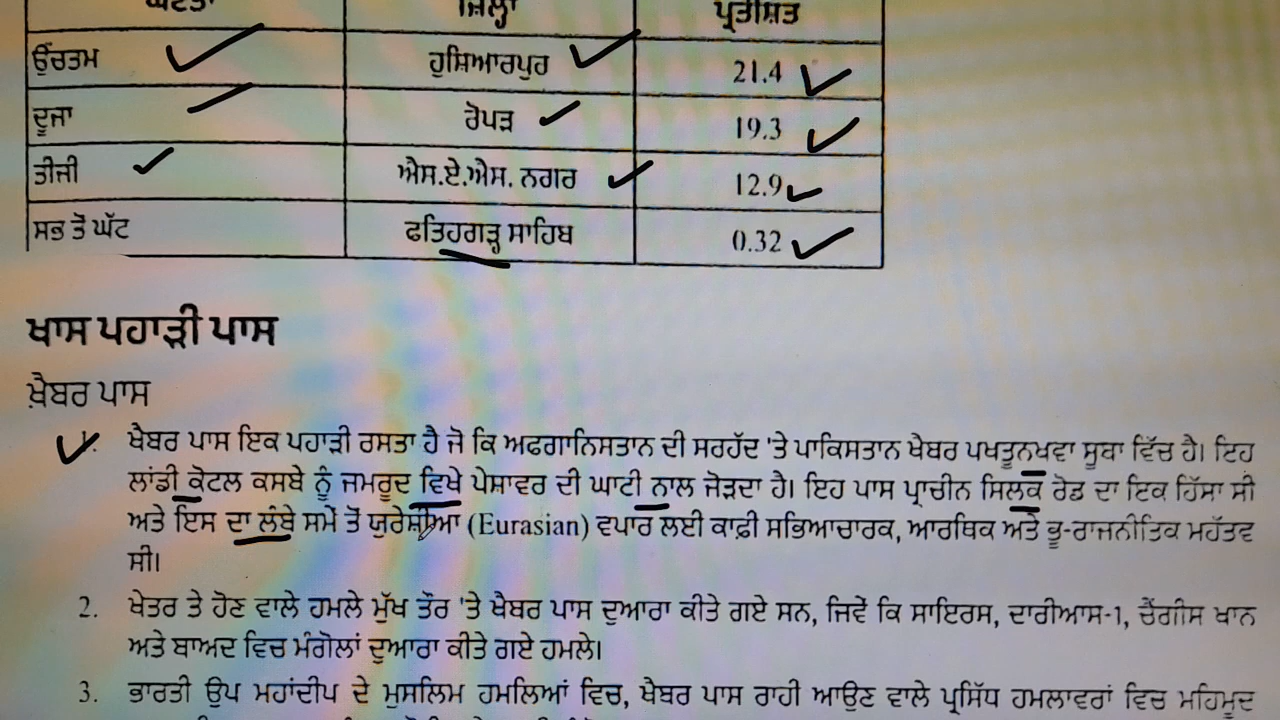 ਘਟਤਾ ਜ਼ਿਲ੍ਹਾ ਪ੍ਰਤੀਸ਼ਤ
ਉੱਚਤਮ ਹੁਸ਼ਿਆਰਪੁਰ 21.4
ਦੂਜਾ ਰੋਪੜ 19.3
ਤੀਜੀ ਐਸ.ਏ.ਐਸ. ਨਗਰ 12.9
ਸਭ ਤੋਂ ਘੱਟ ਫਤਿਹਗੜ੍ਹ ਸਾਹਿਬ 0.32
ਖਾਸ ਪਹਾੜੀ ਪਾਸ
ਖ਼ੈਬਰ ਪਾਸ
ਖੈਬਰ ਪਾਸ ਇਕ ਪਹਾੜੀ ਰਸਤਾ ਹੈ ਜੋ ਕਿ ਅਫਗਾਨਿਸਤਾਨ ਦੀ ਸਰਹੱਦ 'ਤੇ ਪਾਕਿਸਤਾਨ ਖੈਬਰ ਪਖਤੂਨਖਵਾ ਸੂਬਾ ਵਿੱਚ ਹੈ। ਇਹ
ਲਾਂਡੀ ਕੋਟਲ ਕਸਬੇ ਨੂੰ ਜਮਰੂਦ ਵਿਖੇ ਪੇਸ਼ਾਵਰ ਦੀ ਘਾਟੀ ਨਾਲ ਜੋੜਦਾ ਹੈ। ਇਹ ਪਾਸ ਪ੍ਰਾਚੀਨ ਸਿਲਕ ਰੋਡ ਦਾ ਇਕ ਹਿੱਸਾ ਸੀ
ਅਤੇ ਇਸ ਦਾ ਲੰਬੇ ਸਮੇਂ ਤੋਂ ਯੂਰੇਸ਼ੀਆ (Eurasian) ਵਪਾਰ ਲਈ ਕਾਫ਼ੀ ਸਭਿਆਚਾਰਕ, ਆਰਥਿਕ ਅਤੇ ਭੂ-ਰਾਜਨੀਤਿਕ ਮਹੱਤਵ
ਸੀ।
2. ਖੇਤਰ ਤੇ ਹੋਣ ਵਾਲੇ ਹਮਲੇ ਮੁੱਖ ਤੌਰ 'ਤੇ ਖੈਬਰ ਪਾਸ ਦੁਆਰਾ ਕੀਤੇ ਗਏ ਸਨ, ਜਿਵੇਂ ਕਿ ਸਾਇਰਸ, ਦਾਰੀਆਸ-1, ਚੈਂਗੀਸ ਖਾਨ
ਅਤੇ ਬਾਅਦ ਵਿਚ ਮੰਗੋਲਾਂ ਦੁਆਰਾ ਕੀਤੇ ਗਏ ਹਮਲੇ।
3. ਭਾਰਤੀ ਉਪ ਮਹਾਂਦੀਪ ਦੇ ਮੁਸਲਿਮ ਹਮਲਿਆਂ ਵਿਚ, ਖੈਬਰ ਪਾਸ ਰਾਹੀ ਆਉਣ ਵਾਲੇ ਪ੍ਰਸਿੱਧ ਹਮਲਾਵਰਾਂ ਵਿਚ ਮਹਿਮੂਦ